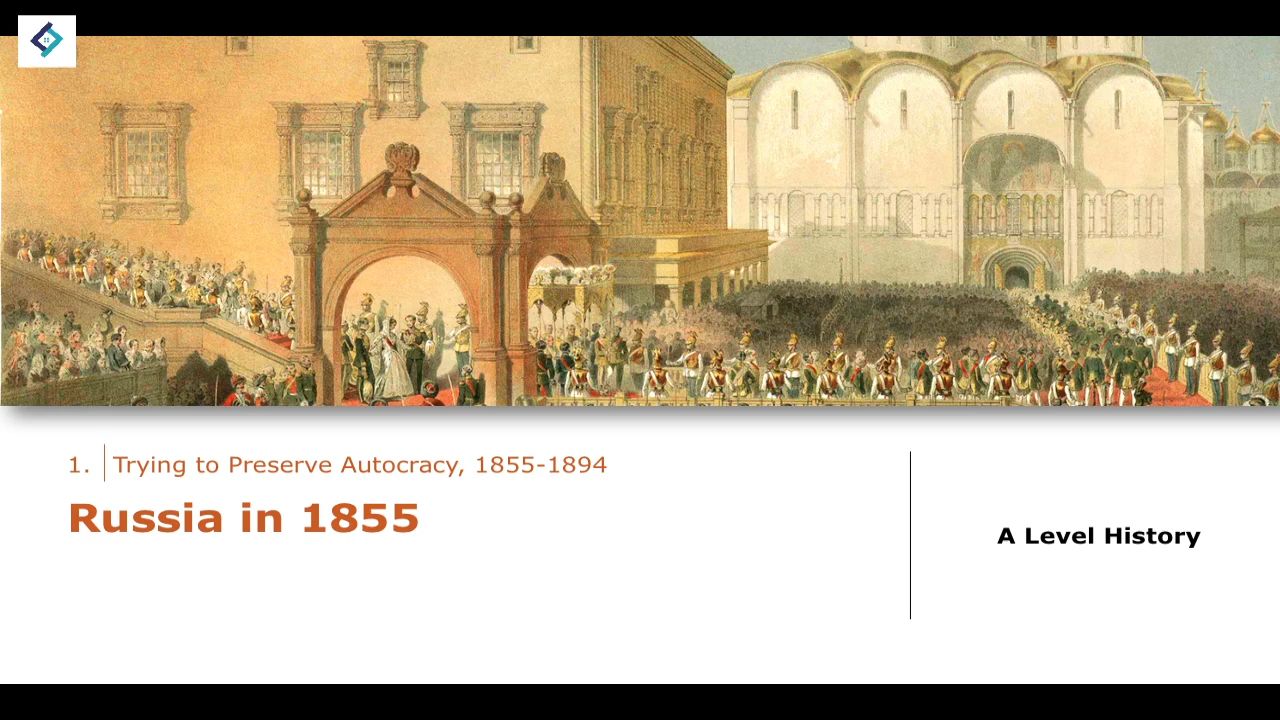 1. Trying to Preserve Autocracy, 1855-1894
Russia in 1855
A Level History